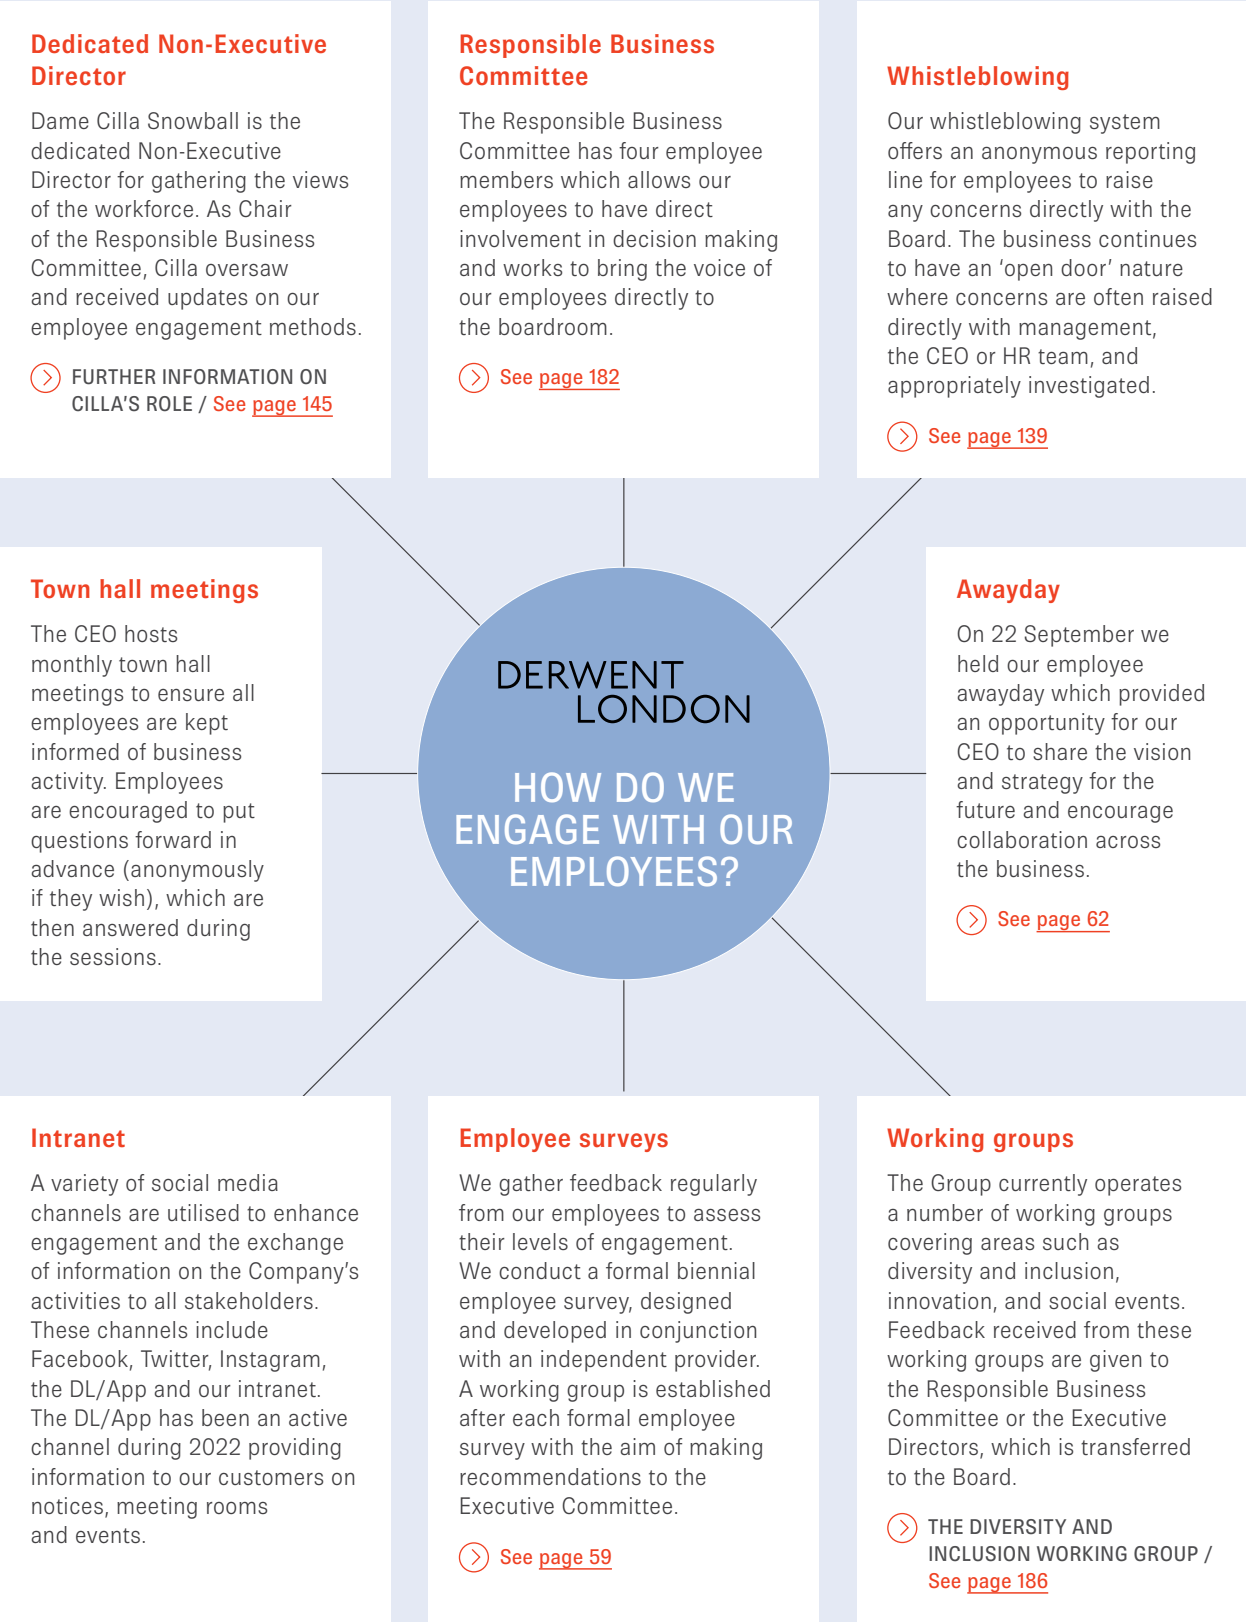 Dedicated Non-Executive
Director
Dame Cilla Snowball is the
dedicated Non-Executive
Director for gathering the views
of the workforce. As Chair
of the Responsible Business
Committee, Cilla oversaw
and received updates on our
employee engagement methods.
FURTHER INFORMATION ON
CILLA'S ROLE / See page 145
Responsible Business
Committee
The Responsible Business
Committee has four employee
members which allows our
employees to have direct
involvement in decision making
and works to bring the voice of
our employees directly to
the boardroom.
See page 182
Whistleblowing
Our whistleblowing system
offers an anonymous reporting
line for employees to raise
any concerns directly with the
Board. The business continues
to have an ‘open door’ nature
where concerns are often raised
directly with management,
the CEO or HR team, and
appropriately investigated.
See page 139
Town hall meetings
The CEO hosts
monthly town hall
meetings to ensure all
employees are kept
informed of business
activity. Employees
are encouraged to put
questions forward in
advance (anonymously
if they wish), which are
then answered during
the sessions.
DERWENT
LONDON
HOW DO WE
ENGAGE WITH OUR
EMPLOYEES?
Awayday
On 22 September we
held our employee
awayday which provided
an opportunity for our
CEO to share the vision
and strategy for the
future and encourage
collaboration across
the business.
See page 62
Intranet
A variety of social media
channels are utilised to enhance
engagement and the exchange
of information on the Company's
activities to all stakeholders.
These channels include
Facebook, Twitter, Instagram,
the DL/App and our intranet.
The DL/App has been an active
channel during 2022 providing
information to our customers on
notices, meeting rooms
and events.
Employee surveys
We gather feedback regularly
from our employees to assess
their levels of engagement.
We conduct a formal biennial
employee survey, designed
and developed in conjunction
with an independent provider.
A working group is established
after each formal employee
survey with the aim of making
recommendations to the
Executive Committee.
See page 59
Working groups
The Group currently operates
a number of working groups
covering areas such as
diversity and inclusion,
innovation, and social events.
Feedback received from these
working groups are given to
the Responsible Business
Committee or the Executive
Directors, which is transferred
to the Board.
THE DIVERSITY AND
INCLUSION WORKING GROUP /
See page 186